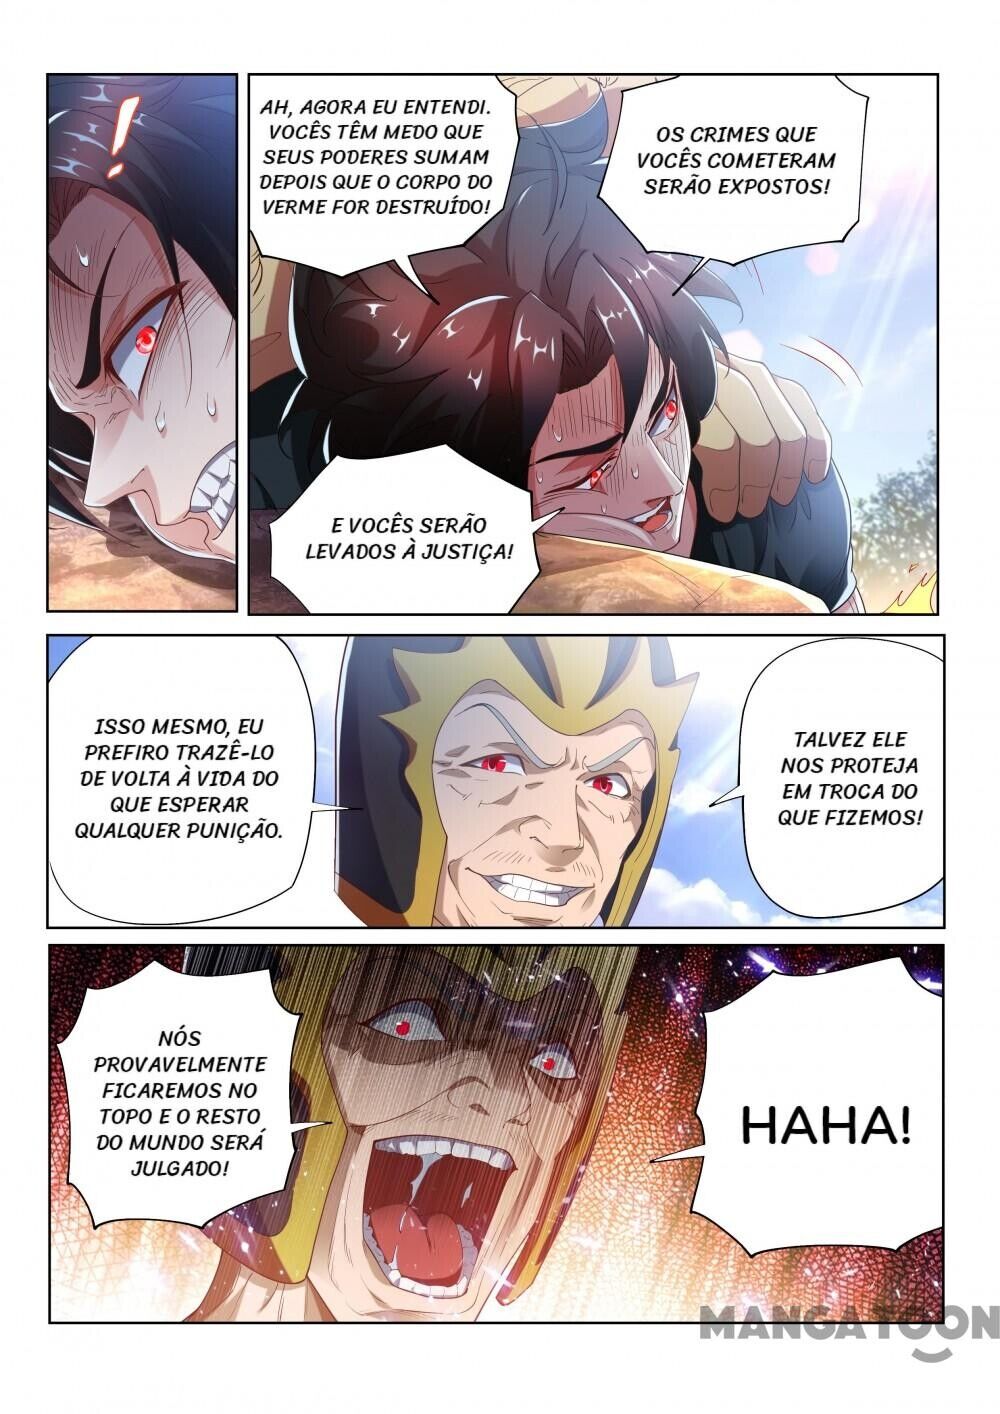 !
AH, AGORA EU ENTENDI.
VOCÊS TÊM MEDO QUE
SEUS PODERES SUMAM
DEPOIS QUE O CORPO DO
VERME FOR DESTRUÍDO!
OS CRIMES QUE
VOCÊS COMETERAM
SERÃO EXPOSTOS!
E VOCÊS SERÃO
LEVADOS À JUSTIÇA!
ISSO MESMO, EU
PREFIRO TRAZÊ-LO
DE VOLTA À VIDA DO
QUE ESPERAR
QUALQUER PUNIÇÃO.
TALVEZ ELE
NOS PROTEJA
EM TROCA DO
QUE FIZEMOS!
NÓS
PROVAVELMENTE
FICAREMOS NO
TOPO E O RESTO
DO MUNDO SERÁ
JULGADO!
HAHA!
MANGATOON